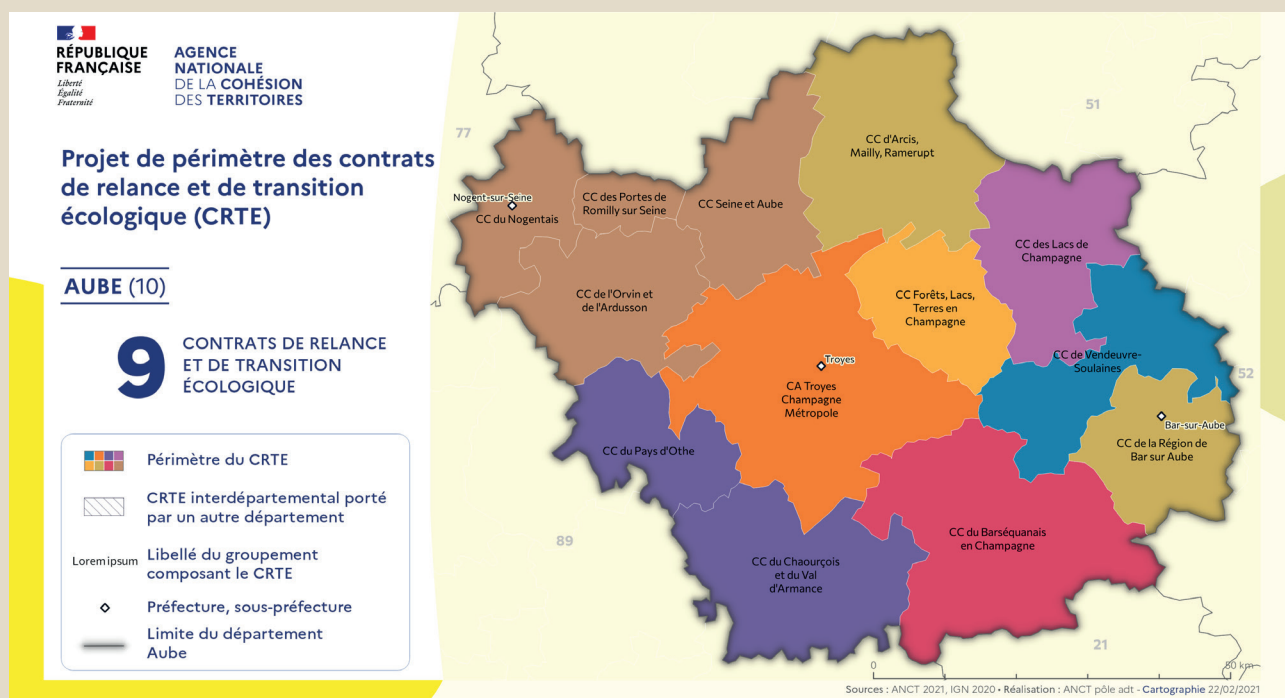 RÉPUBLIQUE
FRANÇAISE
Liberté
Égalité
Fraternité
AGENCE
NATIONALE
DE LA COHÉSION
DES TERRITOIRES
Projet de périmètre des contrats
de relance et de transition
écologique (CRTE)
AUBE (10)
9
CONTRATS DE RELANCE
ET DE TRANSITION
ÉCOLOGIQUE
Périmètre du CRTE
CRTE interdépartemental porté
par un autre département
Lorem ipsum
Libellé du groupement
composant le CRTE
Préfecture, sous-préfecture
Limite du département
Aube
77
51
52
89
21
CC d'Arcis,
Mailly, Ramerupt
Nogent-sur-Seine
CC du Nogentais
CC des Portes de
Romilly sur Seine
CC Seine et Aube
CC des Lacs de
Champagne
CC de l'Orvin et
de l'Ardusson
CC Forêts, Lacs,
Terres en
Champagne
CC de Vendeuvre-
Soulaines
Troyes
CA Troyes
Champagne
Métropole
Bar-sur-Aube
CC de la Région de
Bar sur Aube
CC du Pays d'Othe
CC du Barséquanais
en Champagne
CC du Chaourçois
et du Val
d'Armance
0
50 km
Sources : ANCT 2021, IGN 2020 • Réalisation : ANCT pôle adt - Cartographie 22/02/2021